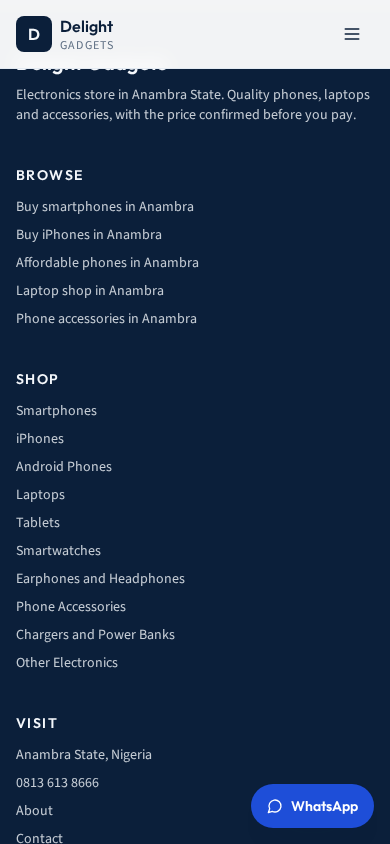 D
Delight
GADGETS
Delight Gadgets
Electronics store in Anambra State. Quality phones, laptops
and accessories, with the price confirmed before you pay.
BROWSE
Buy smartphones in Anambra
Buy iPhones in Anambra
Affordable phones in Anambra
Laptop shop in Anambra
Phone accessories in Anambra
SHOP
Smartphones
iPhones
Android Phones
Laptops
Tablets
Smartwatches
Earphones and Headphones
Phone Accessories
Chargers and Power Banks
Other Electronics
VISIT
Anambra State, Nigeria
0813 613 8666
About
Contact
WhatsApp